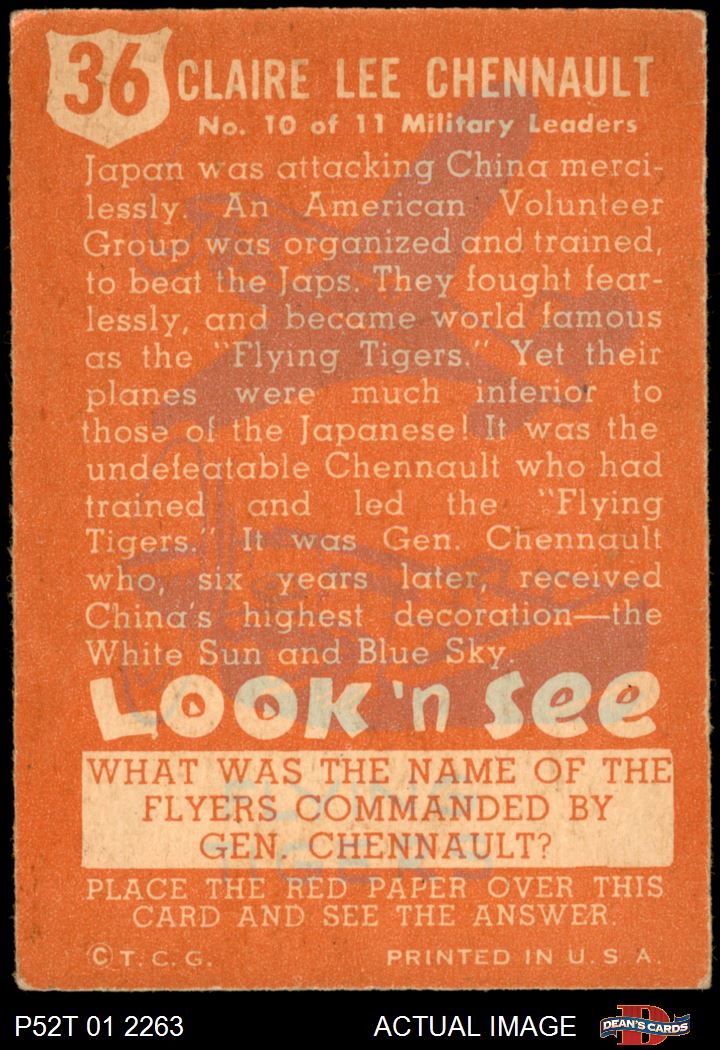 36
CLAIRE LEE CHENNAULT
No. 10 of 11 Military Leaders
Japan was attacking China merci-
lessly. An American Volunteer
Group was organized and trained,
to beat the Japs. They fought fear-
lessly, and became world famous
as the "Flying Tigers." Yet their
planes were much inferior to
those of the Japanese! It was the
undefeatable Chennault who had
trained and led the "Flying
Tigers." It was Gen. Chennault
who, six years later, received
China's highest decoration—the
White Sun and Blue Sky.
LOOK 'n See
WHAT WAS THE NAME OF THE
FLYERS COMMANDED BY
GEN. CHENNAULT?
FLYING
TIGERS
PLACE THE RED PAPER OVER THIS
CARD AND SEE THE ANSWER.
© T. C. G. PRINTED IN U. S. A.
P52T 01 2263 ACTUAL IMAGE DEAN'S CARDS